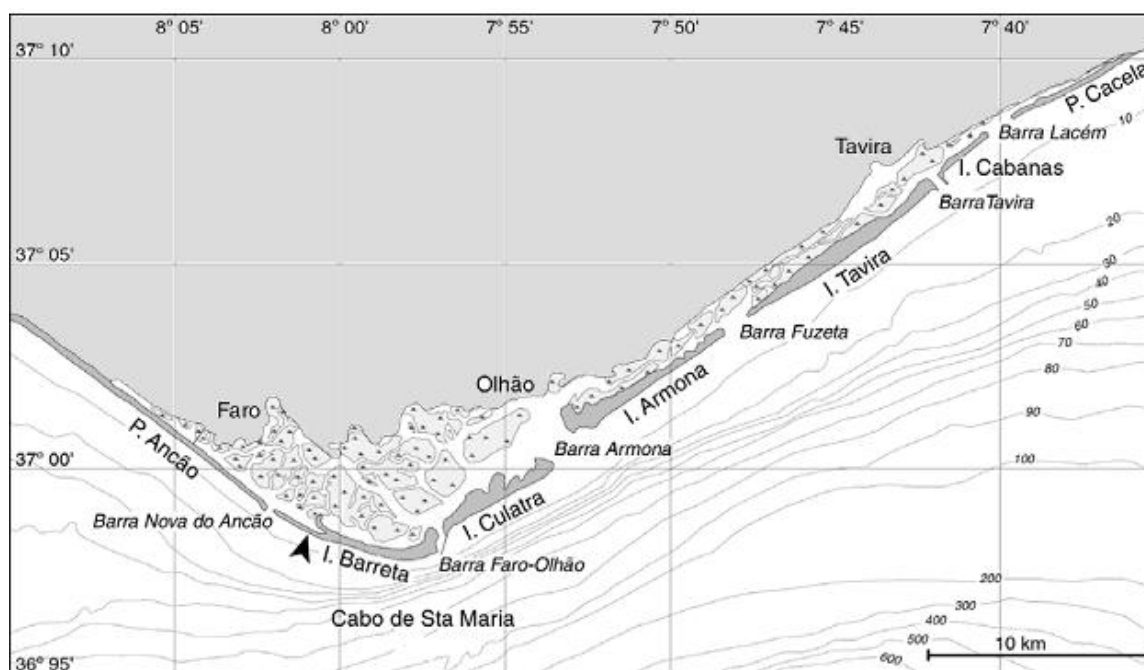 8° 05' 8° 00' 7° 55' 7° 50' 7° 45' 7° 40'
37° 10'
P. Cacela
10
Barra Lacém
Tavira
I. Cabanas
Barra Tavira
20
37° 05'
30
I. Tavira
40
50
Barra Fuzeta
60
70
80
Olhão
I. Armona
Faro
90
P. Ancão
Barra Armona
100
37° 00'
I. Culatra
Barra Nova do Ancão
I. Barreta
Barra Faro-Olhão
200
Cabo de Sta Maria
300
400
500
10 km
600
36° 95'